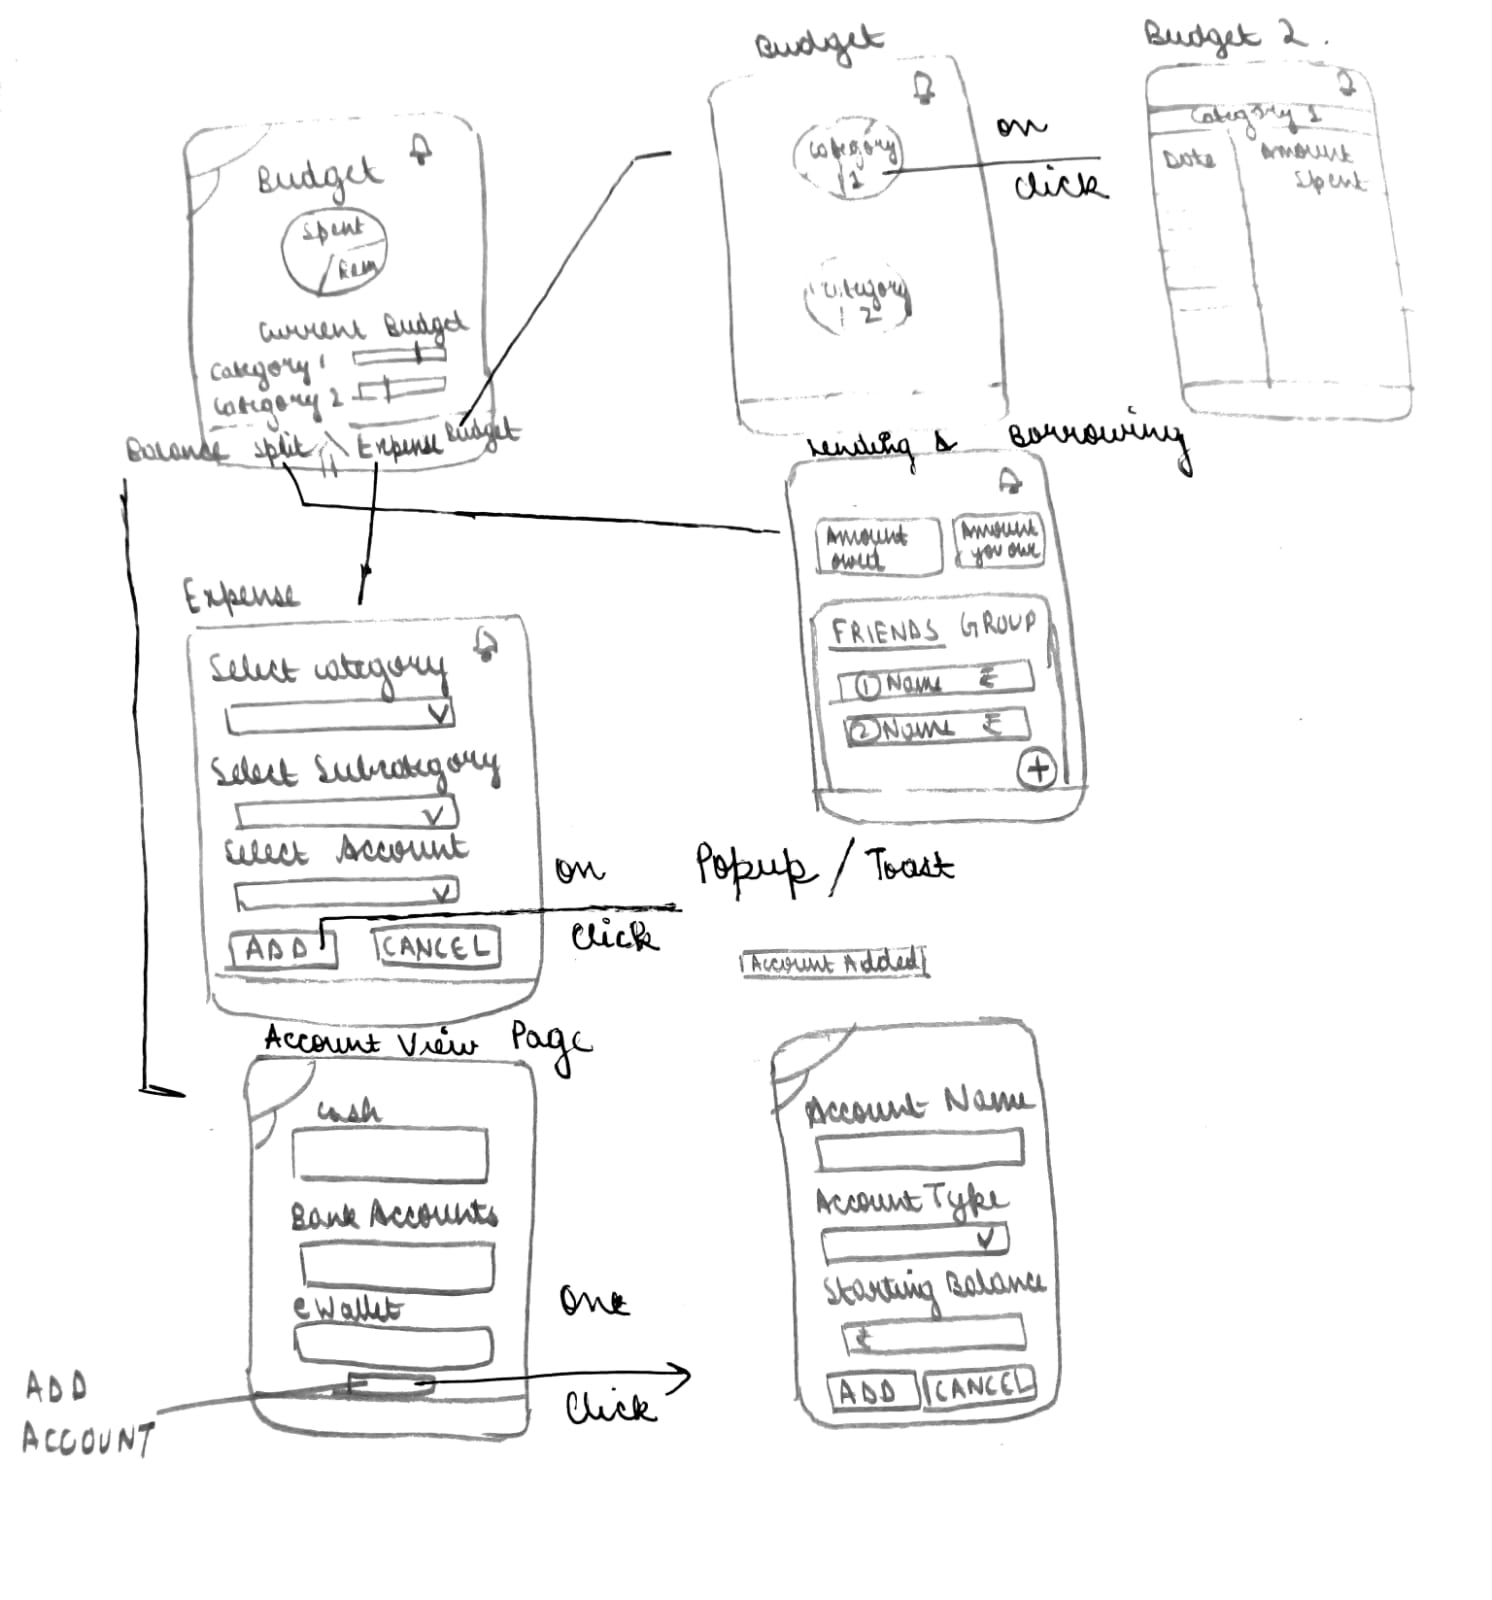 Budget
Budget 2.
Budget
Spent
Rem
Current Budget
Category 1
Category 2
Balance Split Expense Budget
Category
1
Category
2
on
click
Category 1
Date
Amount
Spent
Lending & Borrowing
Amount
owed
Amount
you owe
FRIENDS GROUP
① Name ₹
② Name ₹
+
Expense
Select Category
Select Subcategory
Select Account
ADD
CANCEL
on
click
Popup / Toast
Account Added
Account View Page
Cash
Bank Accounts
eWallet
ADD
ACCOUNT
One
Click
Account Name
Account Type
Starting Balance
₹
ADD
CANCEL